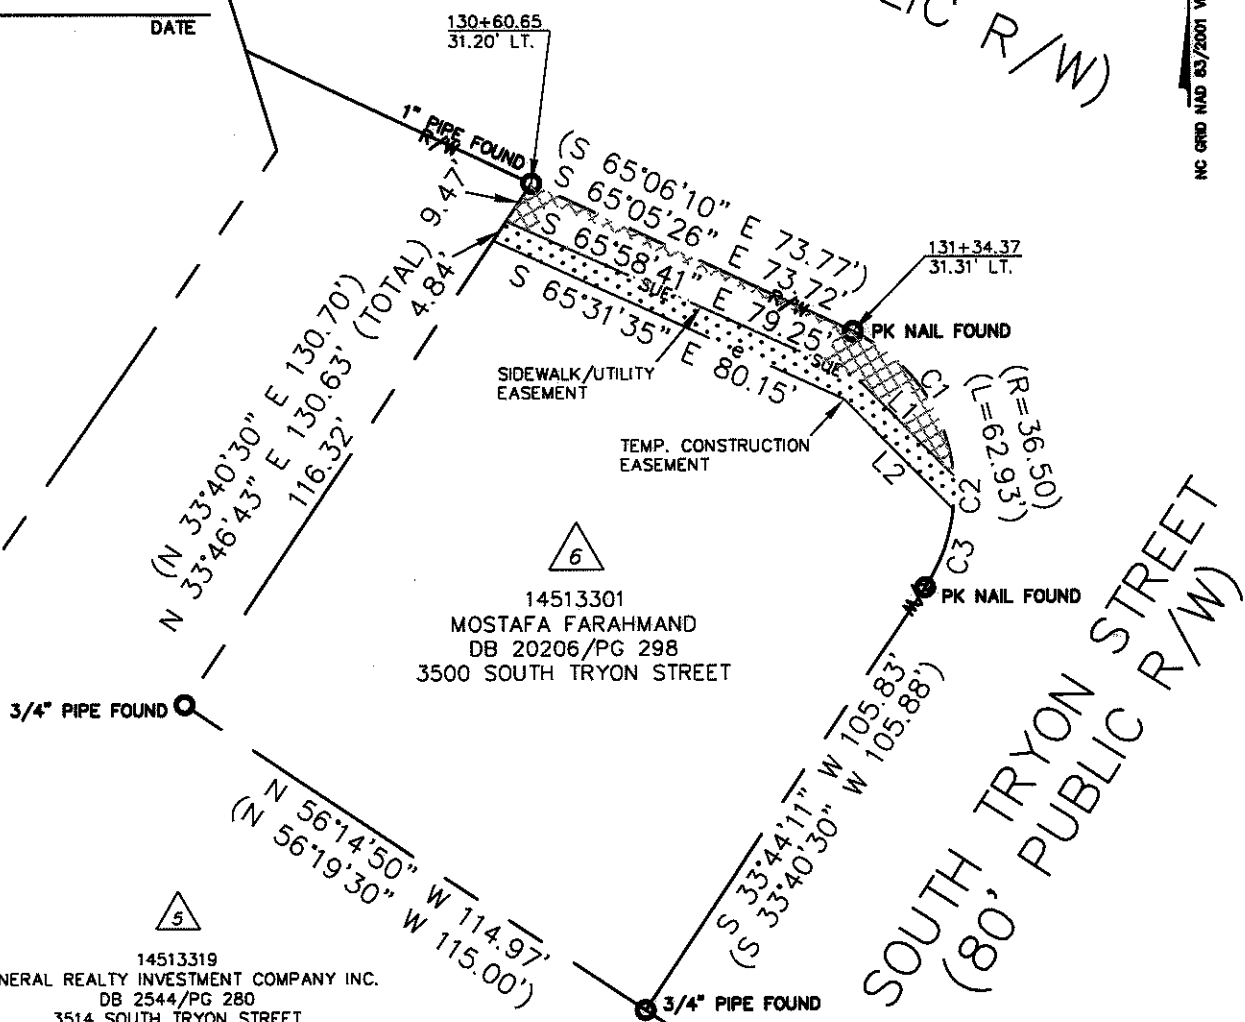 DATE
130+60.65
31.20' LT.
LIC R/W)
NC GRID NAD 83/2001
1" PIPE FOUND
R/W
(S 65°06'10" E 73.77')
S 65°05'26" E 73.72'
S 65°58'41" E 79.25'
S 65°31'35" E 80.15'
SUE
R/W
SUE
e
9.47'
4.84'
(N 33°40'30" E 130.70')
N 33°46'43" E 130.63' (TOTAL)
116.32'
131+34.37
31.31' LT.
PK NAIL FOUND
SIDEWALK/UTILITY
EASEMENT
TEMP. CONSTRUCTION
EASEMENT
C1
L1
L2
C2
C3
(R=36.50)
(L=62.93')
PK NAIL FOUND
R/W
6
14513301
MOSTAFA FARAHMAND
DB 20206/PG 298
3500 SOUTH TRYON STREET
3/4" PIPE FOUND
N 56°14'50" W 114.97'
(N 56°19'30" W 115.00')
S 33°44'11" W 105.83'
(S 33°40'30" W 105.88')
SOUTH TRYON STREET
(80' PUBLIC R/W)
5
14513319
NERAL REALTY INVESTMENT COMPANY INC.
DB 2544/PG 280
3514 SOUTH TRYON STREET
3/4" PIPE FOUND